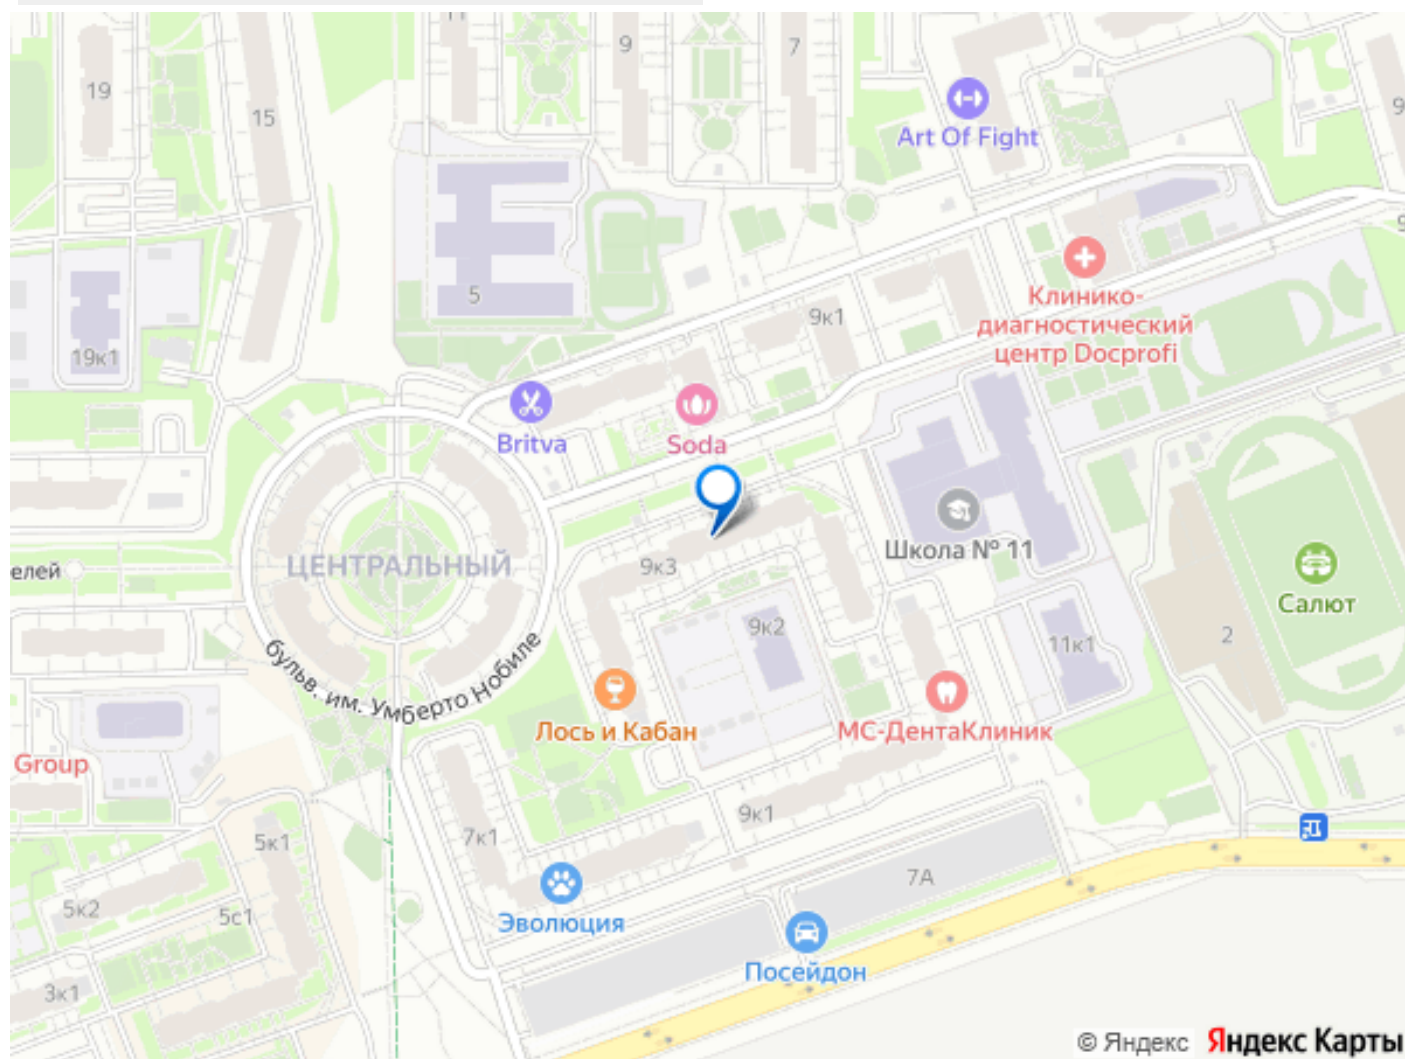 11
9
7
19
15
9
Art Of Fight
5
9к1
Клинико-
диагностический
центр Docprofi
19к1
Britva
Soda
Школа № 11
ЦЕНТРАЛЬНЫЙ
елей
9к3
9к2
Салют
2
11к1
бульв. им. Умберто Нобиле
Лось и Кабан
МС-ДентаКлиник
Group
9к1
7к1
5к1
7А
5к2
5с1
Эволюция
Посейдон
3к1
© Яндекс Яндекс Карты